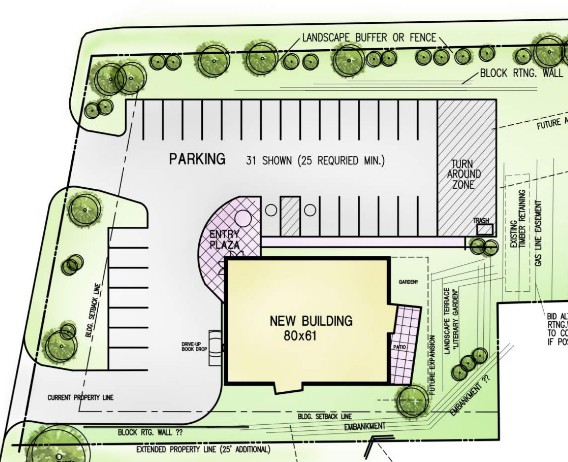 LANDSCAPE BUFFER OR FENCE
BLOCK RTNG. WALL
FUTURE A
PARKING 31 SHOWN (25 REQURIED MIN.)
TURN
AROUND
ZONE
TRASH
ENTRY
PLAZA
EXISTING
TIMBER RETAINING
GAS LINE EASEMENT
BLDG. SETBACK LINE
GARDEN?
NEW BUILDING
80x61
DRIVE-UP
BOOK DROP
PATIO
FUTURE EXPANSION
LANDSCAPE TERRACE
"LITERARY GARDEN"
BID AL
RTNG.
TO CO
IF POS
CURRENT PROPERTY LINE
EMBANKMENT ??
BLDG. SETBACK LINE
EMBANKMENT
BLOCK RTG. WALL ??
EXTENDED PROPERTY LINE (25' ADDITIONAL)